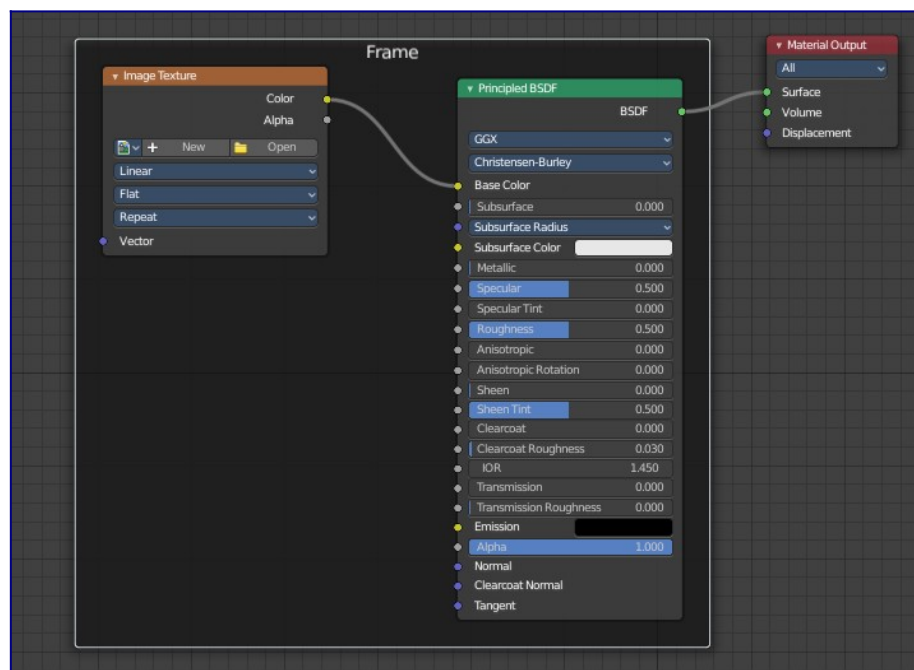 Frame
Image Texture
Color
Alpha
New Open
Linear
Flat
Repeat
Vector
Principled BSDF
BSDF
GGX
Christensen-Burley
Base Color
Subsurface 0.000
Subsurface Radius
Subsurface Color
Metallic 0.000
Specular 0.500
Specular Tint 0.000
Roughness 0.500
Anisotropic 0.000
Anisotropic Rotation 0.000
Sheen 0.000
Sheen Tint 0.500
Clearcoat 0.000
Clearcoat Roughness 0.030
IOR 1.450
Transmission 0.000
Transmission Roughness 0.000
Emission
Alpha 1.000
Normal
Clearcoat Normal
Tangent
Material Output
All
Surface
Volume
Displacement